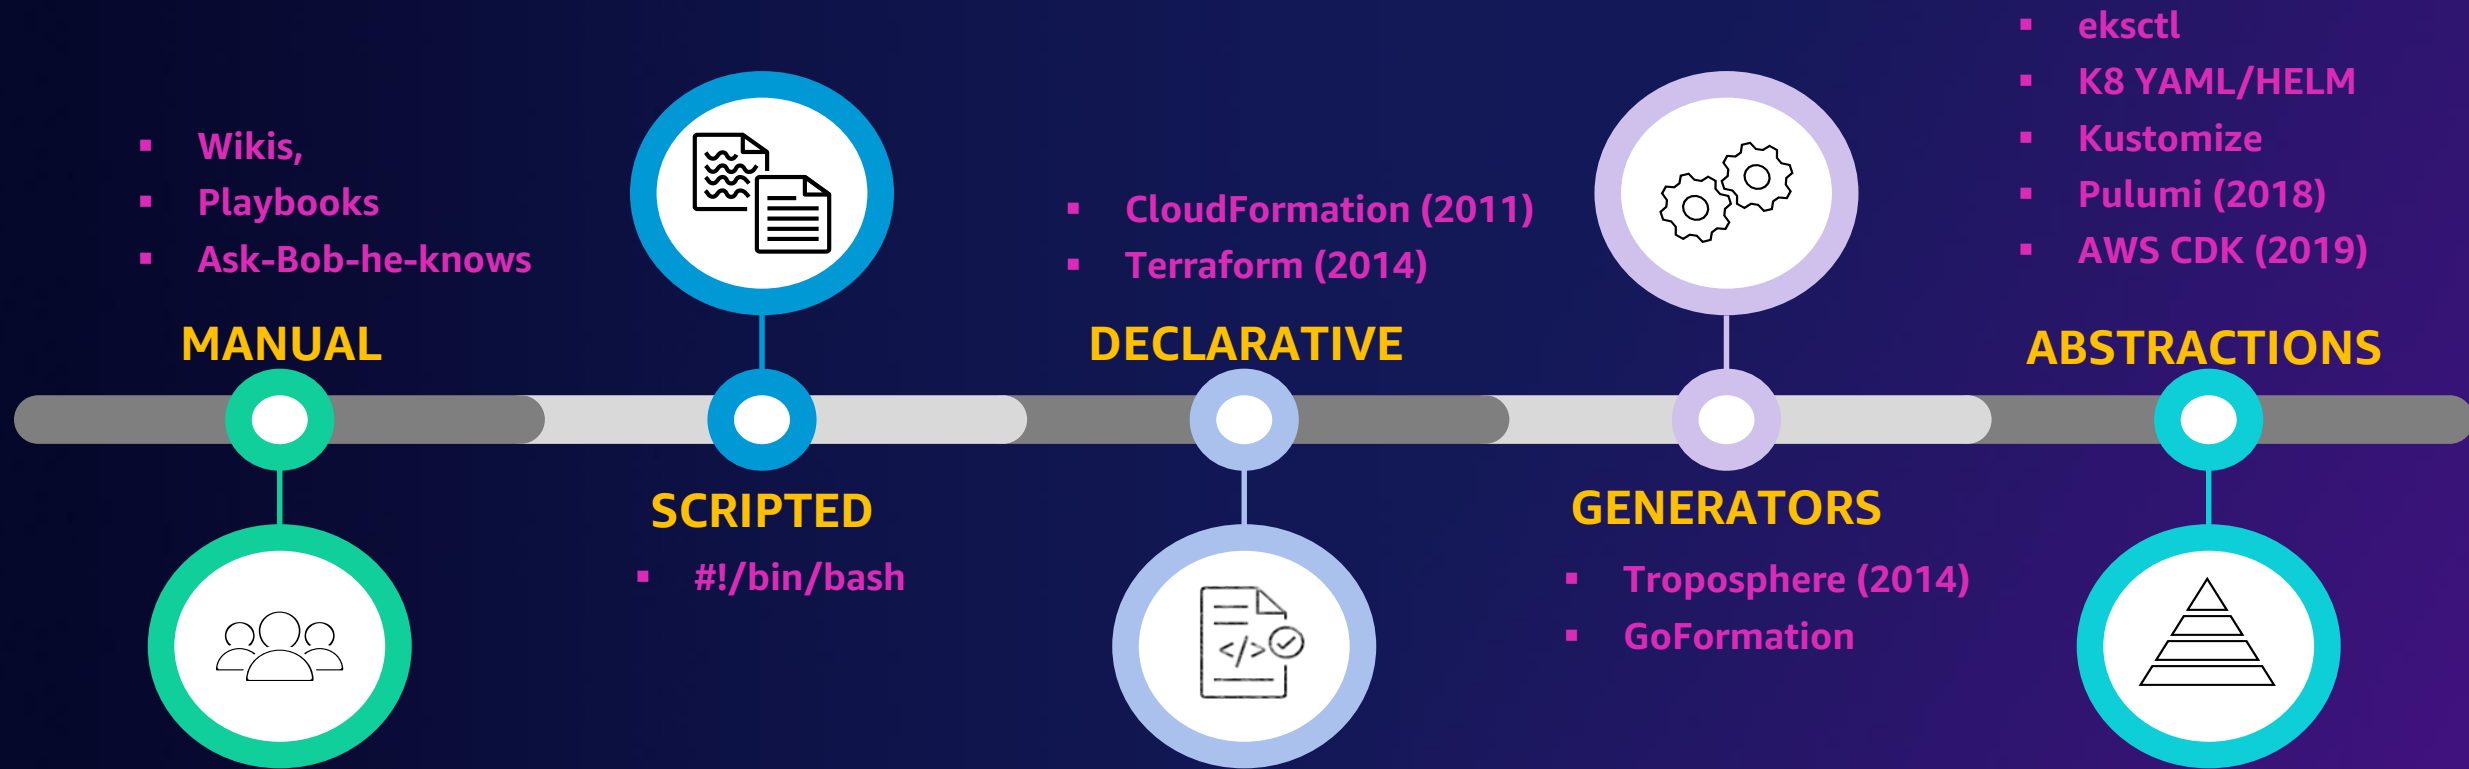 ▪ Wikis,
▪ Playbooks
▪ Ask-Bob-he-knows
MANUAL
SCRIPTED
▪ #!/bin/bash
▪ CloudFormation (2011)
▪ Terraform (2014)
DECLARATIVE
</>
GENERATORS
▪ Troposphere (2014)
▪ GoFormation
▪ eksctl
▪ K8 YAML/HELM
▪ Kustomize
▪ Pulumi (2018)
▪ AWS CDK (2019)
ABSTRACTIONS